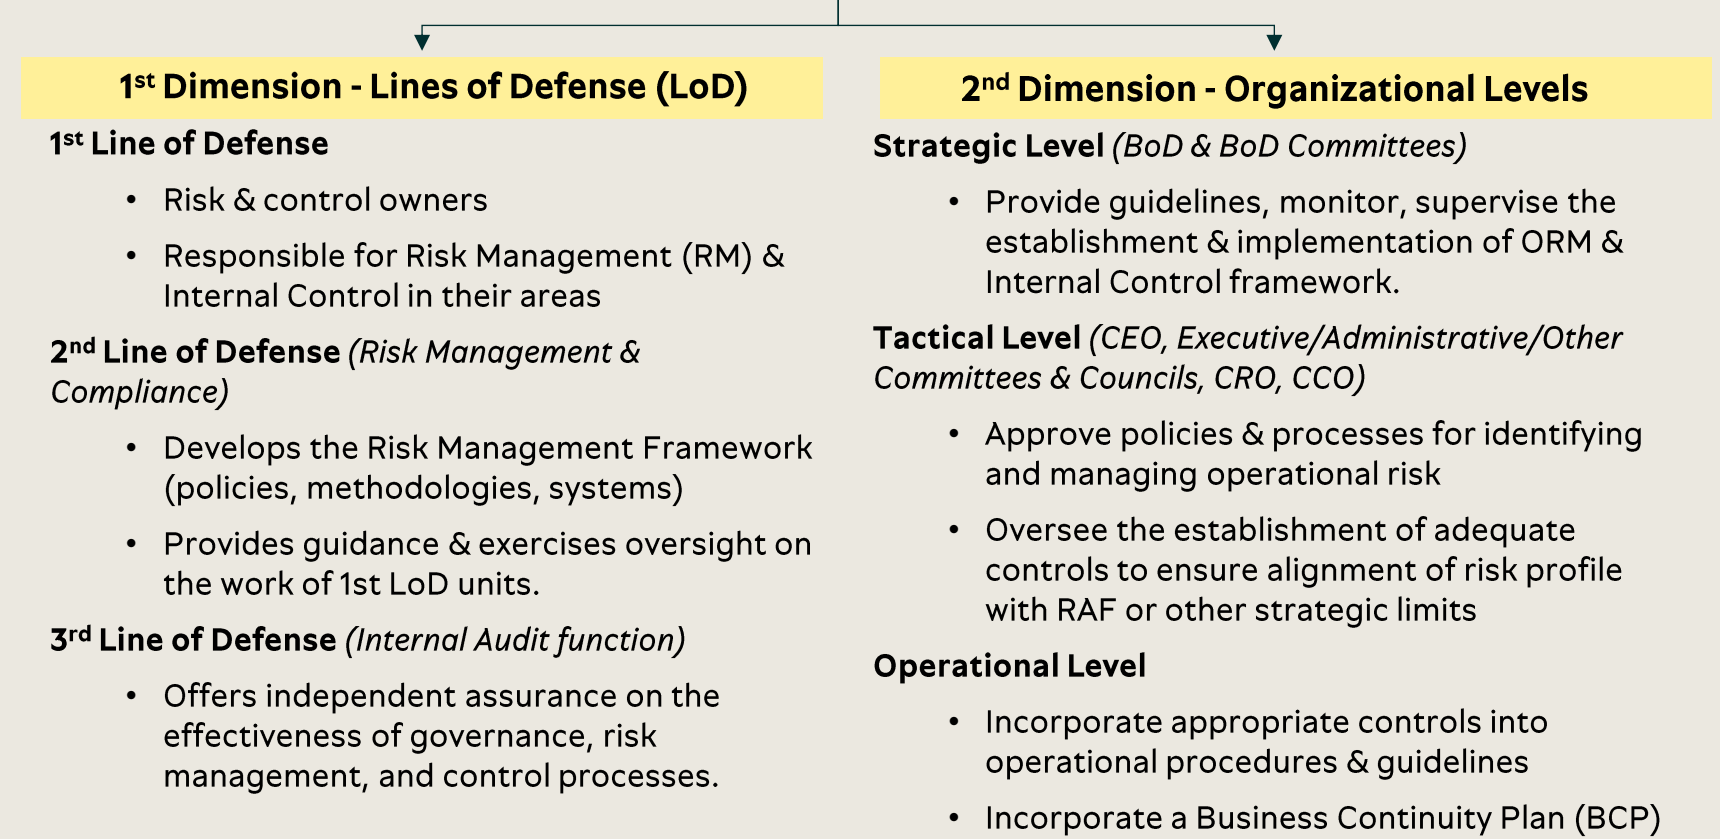 1st Dimension - Lines of Defense (LoD)
1st Line of Defense
• Risk & control owners
• Responsible for Risk Management (RM) &
Internal Control in their areas
2nd Line of Defense (Risk Management &
Compliance)
• Develops the Risk Management Framework
(policies, methodologies, systems)
• Provides guidance & exercises oversight on
the work of 1st LoD units.
3rd Line of Defense (Internal Audit function)
• Offers independent assurance on the
effectiveness of governance, risk
management, and control processes.
2nd Dimension - Organizational Levels
Strategic Level (BoD & BoD Committees)
• Provide guidelines, monitor, supervise the
establishment & implementation of ORM &
Internal Control framework.
Tactical Level (CEO, Executive/Administrative/Other
Committees & Councils, CRO, CCO)
• Approve policies & processes for identifying
and managing operational risk
• Oversee the establishment of adequate
controls to ensure alignment of risk profile
with RAF or other strategic limits
Operational Level
• Incorporate appropriate controls into
operational procedures & guidelines
• Incorporate a Business Continuity Plan (BCP)